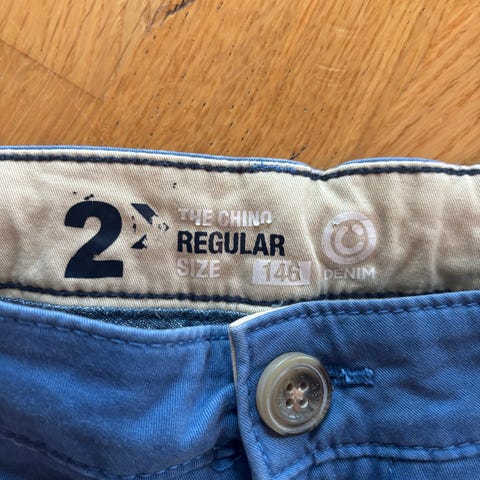 2
THE CHINO
REGULAR
SIZE 146
DENIM